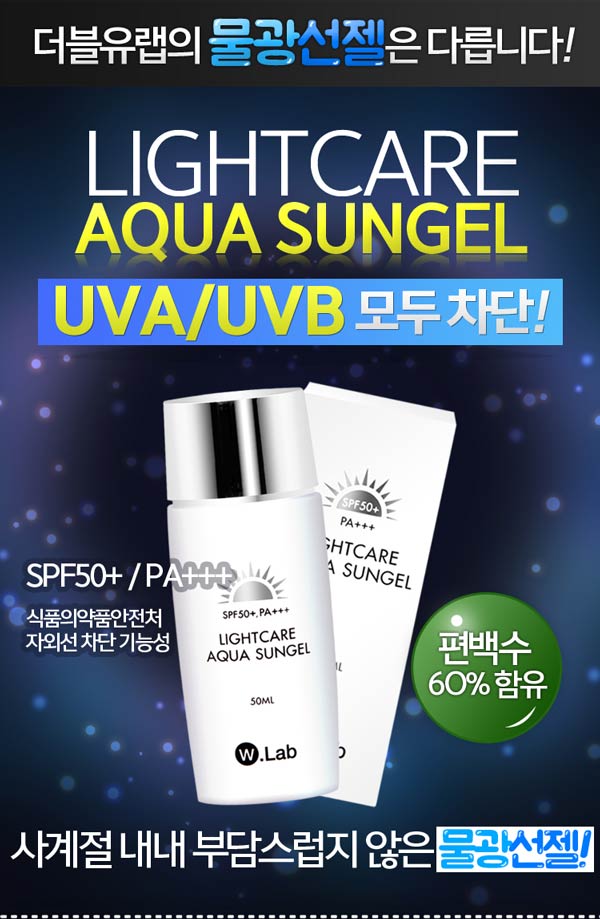 더블유랩의 물광선젤은 다릅니다!
LIGHTCARE
AQUA SUNGEL
UVA/UVB 모두 차단!
SPF50+
PA+++
GHTCARE
A SUNGEL
SPF50+ / PA+++
식품의약품안전처
자외선 차단 기능성
SPF50+, PA+++
LIGHTCARE
AQUA SUNGEL
50ML
W.Lab
편백수
60% 함유
사계절 내내 부담스럽지 않은 물광선젤!